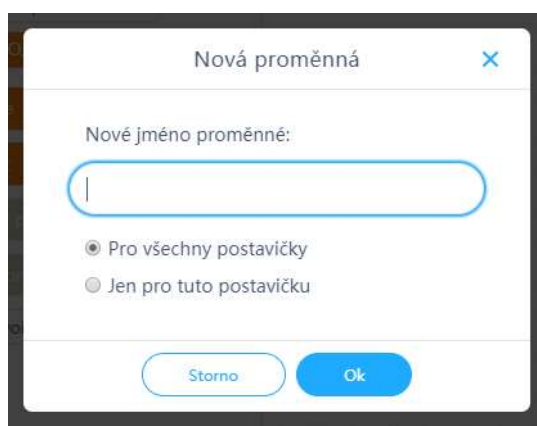 Nová proměnná
Nové jméno proměnné:
Pro všechny postavičky
Jen pro tuto postavičku
Storno
Ok